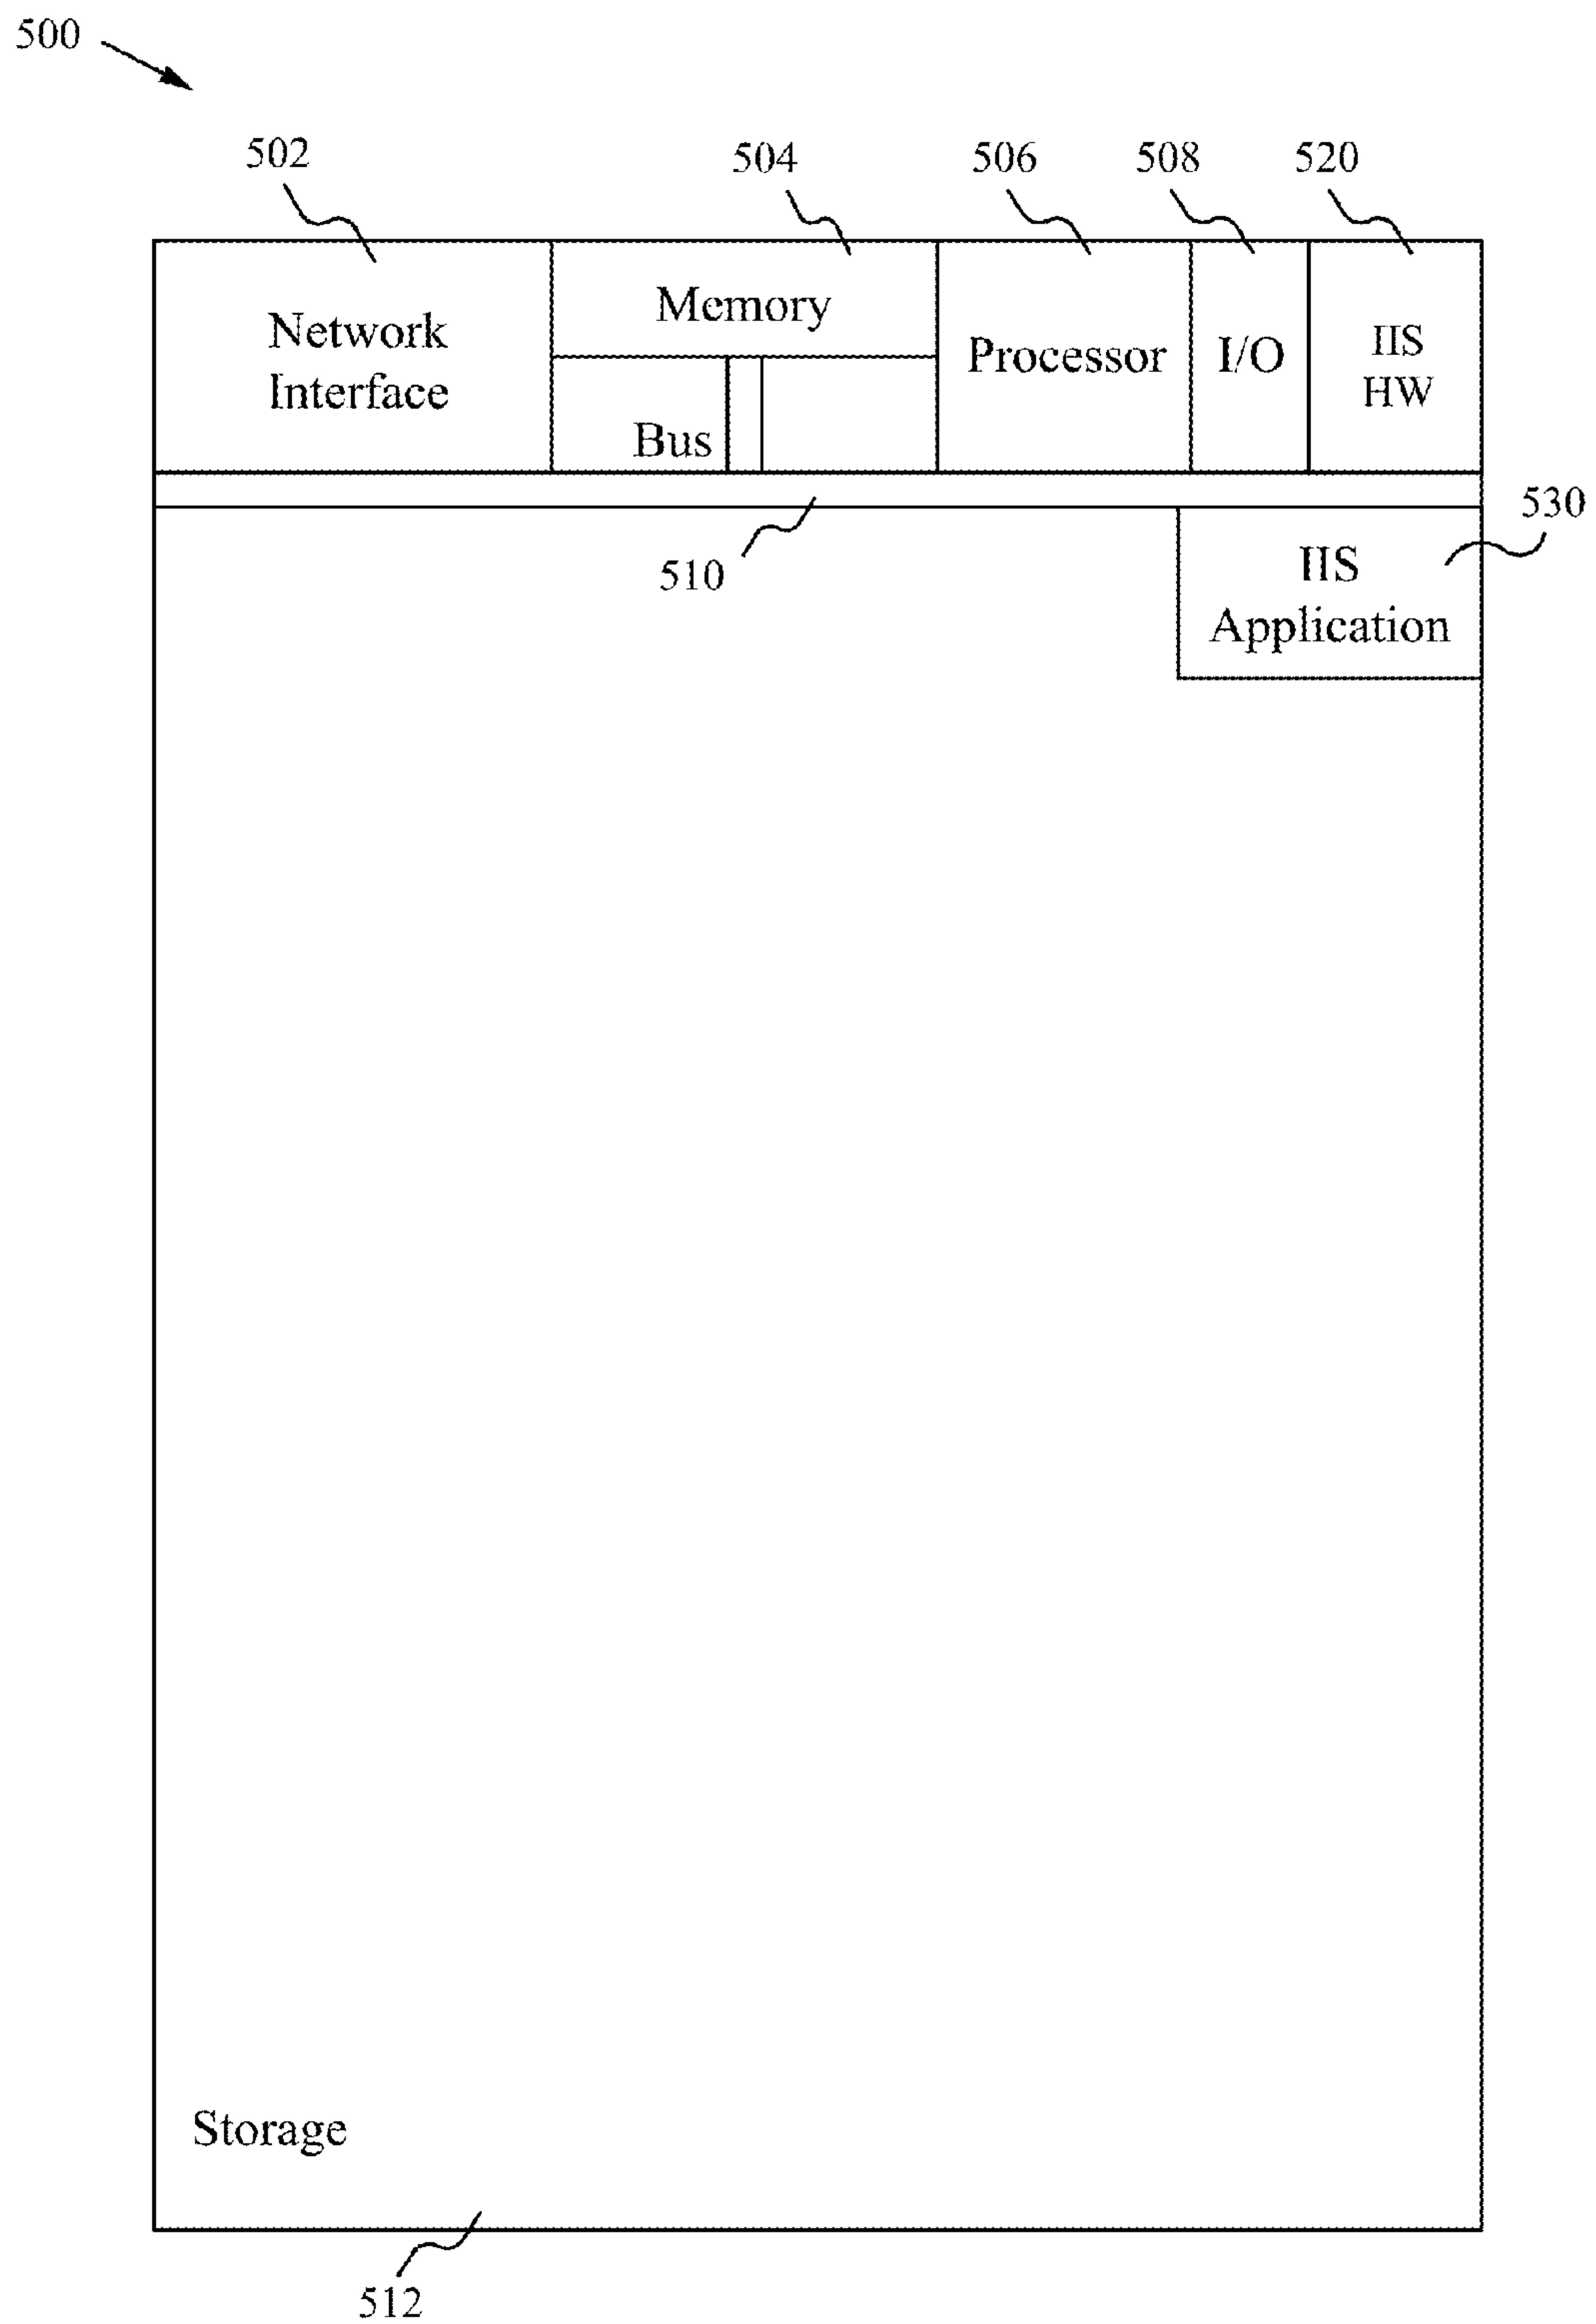 500
502
504
506
508
520
Network
Interface
Memory
Bus
Processor
I/O
IIS
HW
510
530
IIS
Application
Storage
512